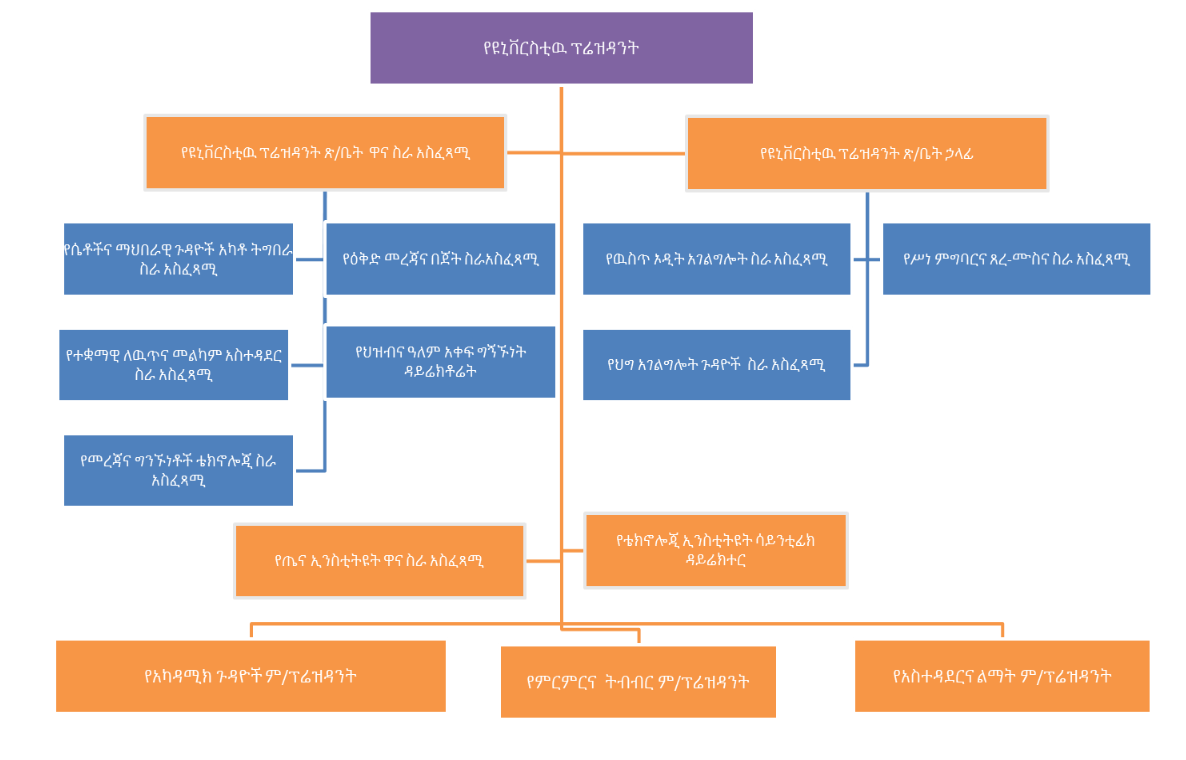 የዩኒቨርስቲዉ ፕሬዝዳንት
የዩኒቨርስቲዉ ፕሬዝዳንት ጽ/ቤት ዋና ስራ አስፈጻሚ
የዩኒቨርስቲዉ ፕሬዝዳንት ጽ/ቤት ኃላፊ
የሴቶችና ማህበራዊ ጉዳዮች አካቶ ትግበራ
ስራ አስፈጻሚ
የዕቅድ መረጃና በጀት ስራአስፈጻሚ
የዉስጥ ኦዲት አገልግሎት ስራ አስፈጻሚ
የሥነ ምግባርና ጸረ-ሙስና ስራ አስፈጻሚ
የተቋማዊ ለዉጥና መልካም አስተዳደር
ስራ አስፈጻሚ
የህዝብና ዓለም አቀፍ ግኝኙነት
ዳይሬክቶሬት
የህግ አገልግሎት ጉዳዮች ስራ አስፈጻሚ
የመረጃና ግንኙነቶች ቴክኖሎጂ ስራ
አስፈጻሚ
የጤና ኢንስቲትዩት ዋና ስራ አስፈጻሚ
የቴክኖሎጂ ኢንስቲትዩት ሳይንቲፊክ
ዳይሬክተር
የአካዳሚክ ጉዳዮች ም/ፕሬዝዳንት
የምርምርና ትብብር ም/ፕሬዝዳንት
የአስተዳደርና ልማት ም/ፕሬዝዳንት